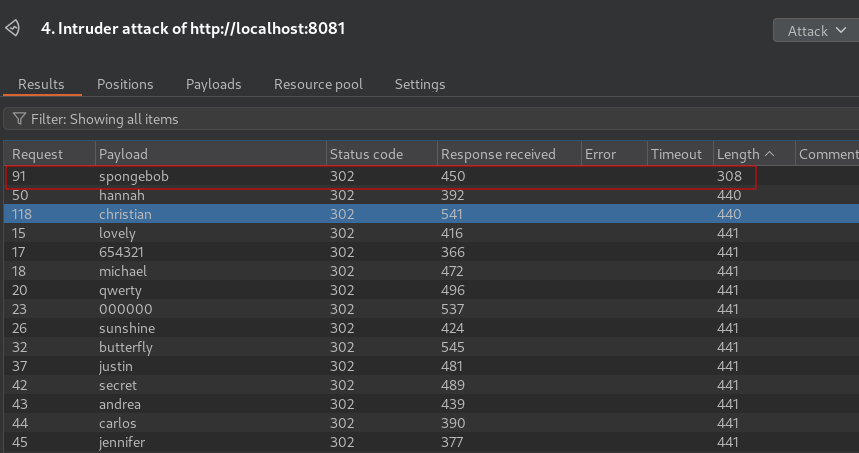 4. Intruder attack of http://localhost:8081
Attack
Results Positions Payloads Resource pool Settings
Filter: Showing all items
Request Payload Status code Response received Error Timeout Length Comment
91 spongebob 302 450 308
50 hannah 302 392 440
118 christian 302 541 440
15 lovely 302 416 441
17 654321 302 366 441
18 michael 302 472 441
20 qwerty 302 496 441
23 000000 302 537 441
26 sunshine 302 424 441
32 butterfly 302 545 441
37 justin 302 481 441
42 secret 302 489 441
43 andrea 302 439 441
44 carlos 302 390 441
45 jennifer 302 377 441